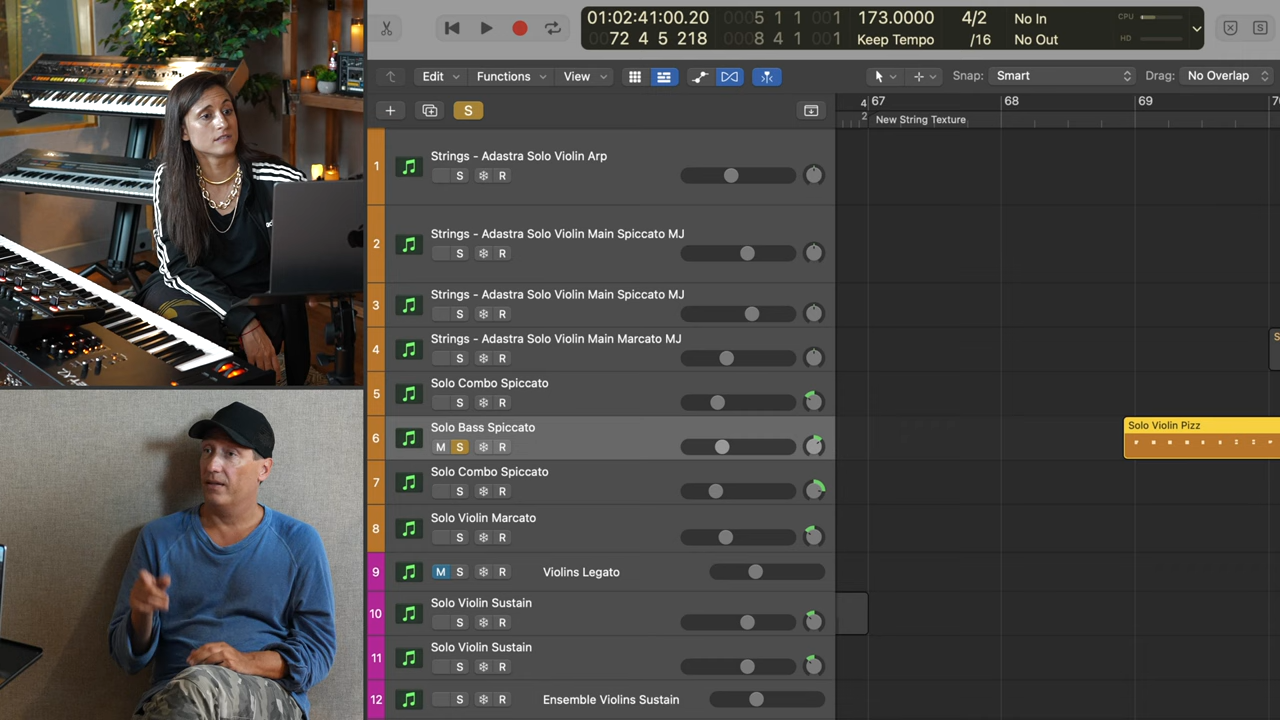 01:02:41:00.20
0072 4 5 218
0005 1 1 001
0008 4 1 001
173.0000
Keep Tempo
4/2
/16
No In
No Out
CPU
HD
S
Edit
Functions
View
Snap: Smart
Drag: No Overlap
S
4
2
67
68
69
New String Texture
1
Strings - Adastra Solo Violin Arp
S R
2
Strings - Adastra Solo Violin Main Spiccato MJ
S R
3
Strings - Adastra Solo Violin Main Spiccato MJ
S R
4
Strings - Adastra Solo Violin Main Marcato MJ
S R
S
5
Solo Combo Spiccato
S R
6
Solo Bass Spiccato
M S R
Solo Violin Pizz
7
Solo Combo Spiccato
S R
8
Solo Violin Marcato
S R
9
M S R
Violins Legato
10
Solo Violin Sustain
S R
11
Solo Violin Sustain
S R
12
S R
Ensemble Violins Sustain